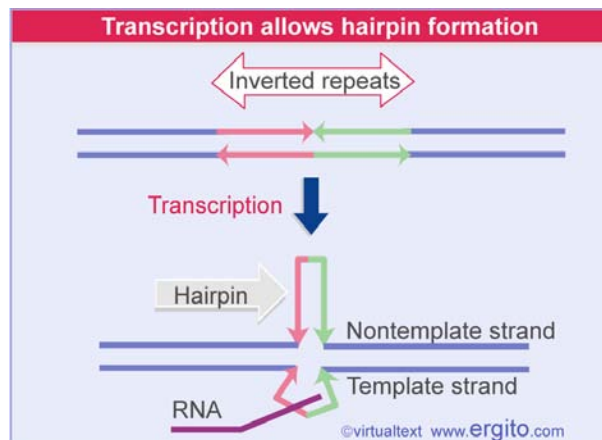 Transcription allows hairpin formation
Inverted repeats
Transcription
Hairpin
Nontemplate strand
Template strand
RNA
©virtualtext www.ergito.com